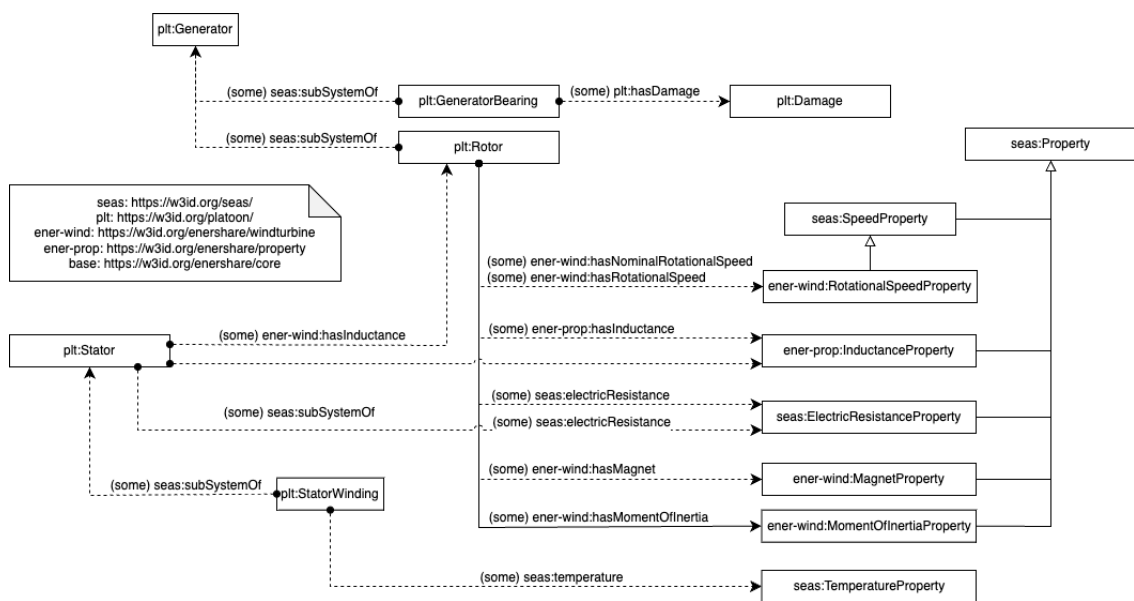 plt:Generator
(some) seas:subSystemOf
plt:GeneratorBearing
(some) plt:hasDamage
plt:Damage
(some) seas:subSystemOf
plt:Rotor
seas:Property
seas: https://w3id.org/seas/
plt: https://w3id.org/platoon/
ener-wind: https://w3id.org/enershare/windturbine
ener-prop: https://w3id.org/enershare/property
base: https://w3id.org/enershare/core
seas:SpeedProperty
(some) ener-wind:hasNominalRotationalSpeed
(some) ener-wind:hasRotationalSpeed
ener-wind:RotationalSpeedProperty
(some) ener-wind:hasInductance
(some) ener-prop:hasInductance
plt:Stator
ener-prop:InductanceProperty
(some) seas:electricResistance
(some) seas:subSystemOf
(some) seas:electricResistance
seas:ElectricResistanceProperty
(some) seas:subSystemOf
plt:StatorWinding
(some) ener-wind:hasMagnet
ener-wind:MagnetProperty
(some) ener-wind:hasMomentOfInertia
ener-wind:MomentOfInertiaProperty
(some) seas:temperature
seas:TemperatureProperty